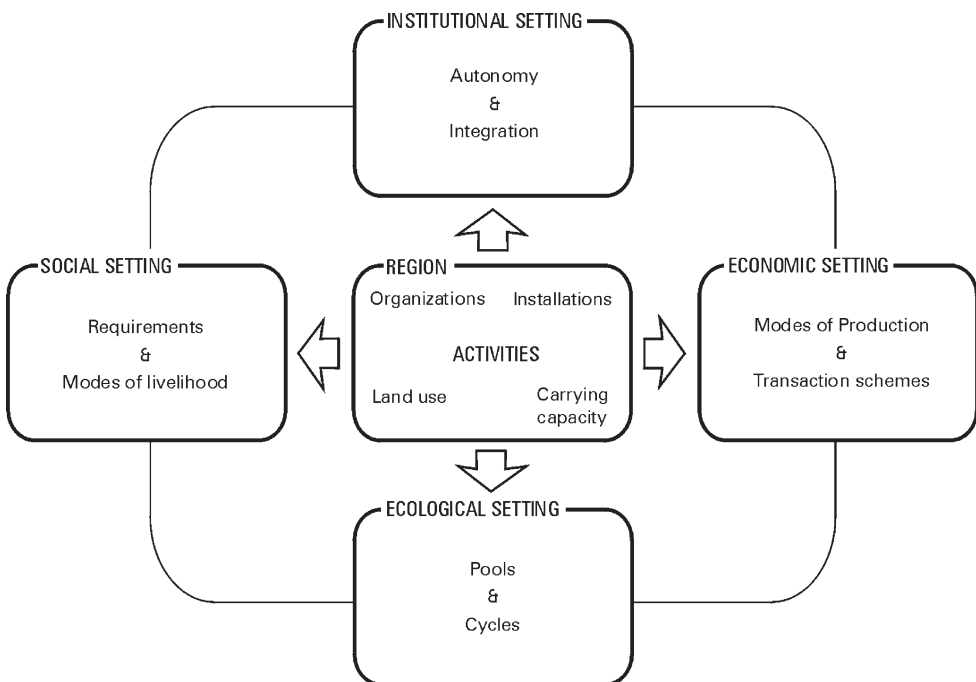 INSTITUTIONAL SETTING
Autonomy
&
Integration
SOCIAL SETTING
Requirements
&
Modes of livelihood
REGION
Organizations Installations
ACTIVITIES
Land use
Carrying
capacity
ECONOMIC SETTING
Modes of Production
&
Transaction schemes
ECOLOGICAL SETTING
Pools
&
Cycles